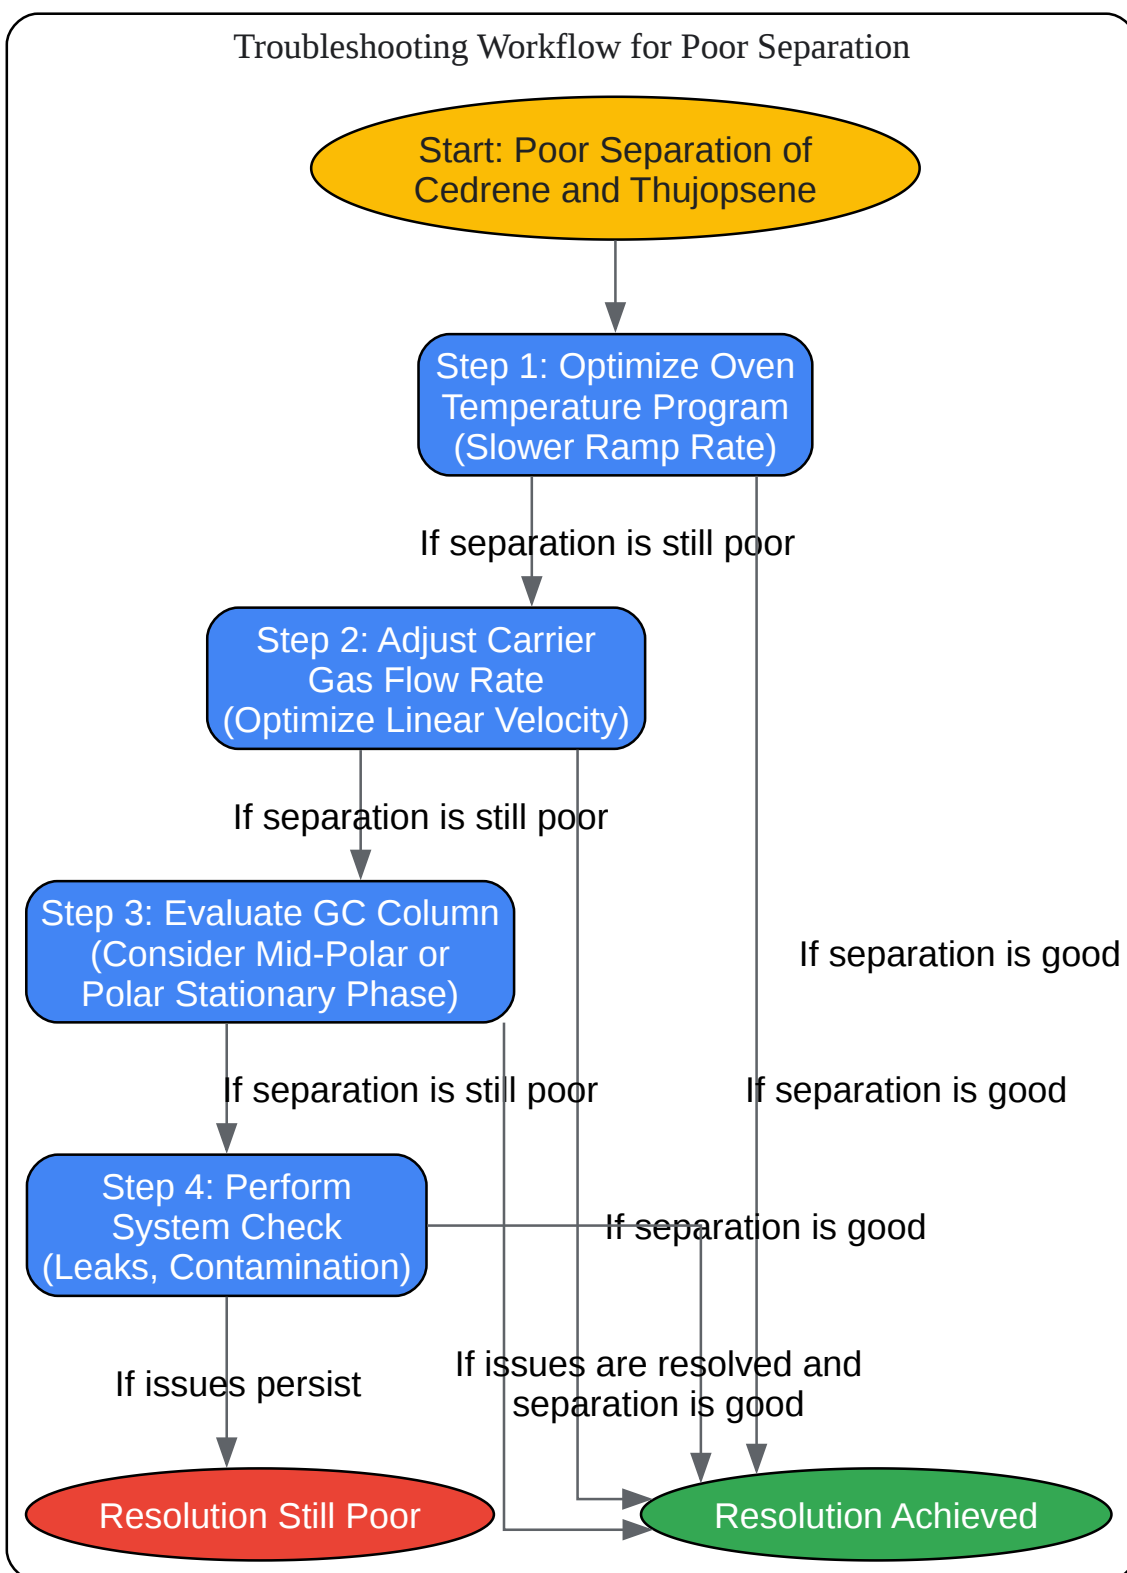 Troubleshooting Workflow for Poor Separation
Start: Poor Separation of
Cedrene and Thujopsene
Step 1: Optimize Oven
Temperature Program
(Slower Ramp Rate)
If separation is still poor
Step 2: Adjust Carrier
Gas Flow Rate
(Optimize Linear Velocity)
If separation is still poor
Step 3: Evaluate GC Column
(Consider Mid-Polar or
Polar Stationary Phase)
If separation is good
If separation is still poor
If separation is good
Step 4: Perform
System Check
(Leaks, Contamination)
If separation is good
If issues persist
If issues are resolved and
separation is good
Resolution Still Poor
Resolution Achieved